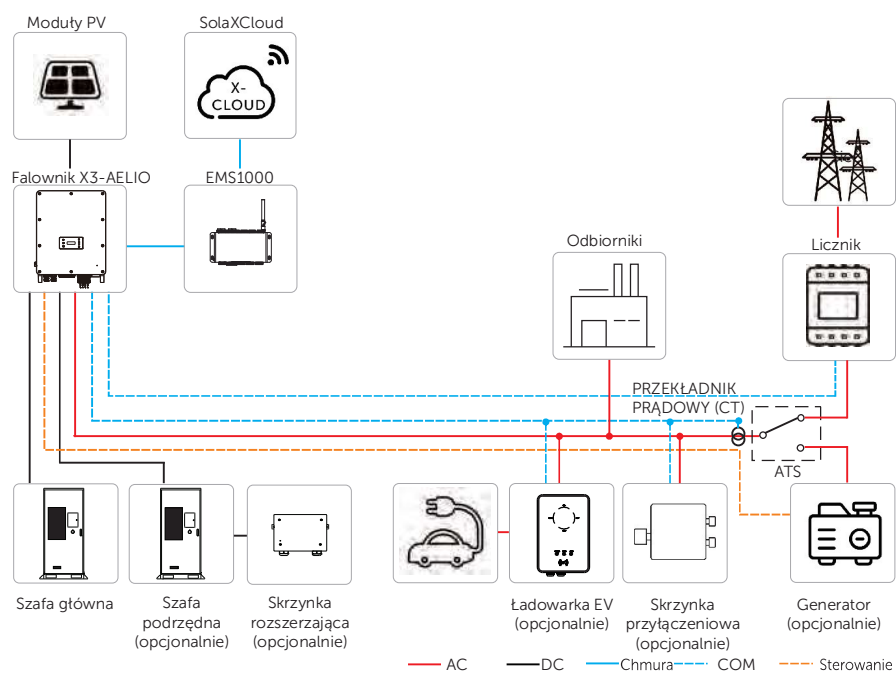 Moduły PV
SolaXCloud
X-
CLOUD
Falownik X3-AELIO
EMS1000
Odbiorniki
Licznik
PRZEKŁADNIK
PRĄDOWY (CT)
ATS
Szafa główna
Szafa
podrzędna
(opcjonalnie)
Skrzynka
rozszerzająca
(opcjonalnie)
Ładowarka EV
(opcjonalnie)
Skrzynka
przyłączeniowa
(opcjonalnie)
Generator
(opcjonalnie)
AC
DC
Chmura
COM
Sterowanie